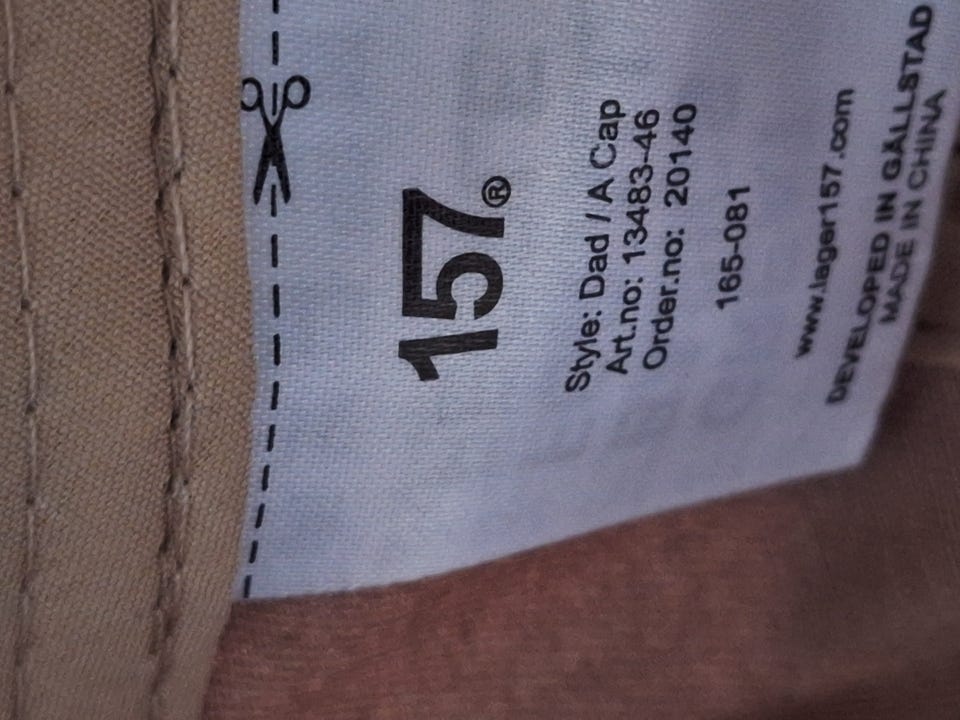 157®
Style: Dad / A Cap
Art.no: 13483-46
Order.no: 20140
165-081
www.lager157.com
DEVELOPED IN GÄLLSTAD
MADE IN CHINA